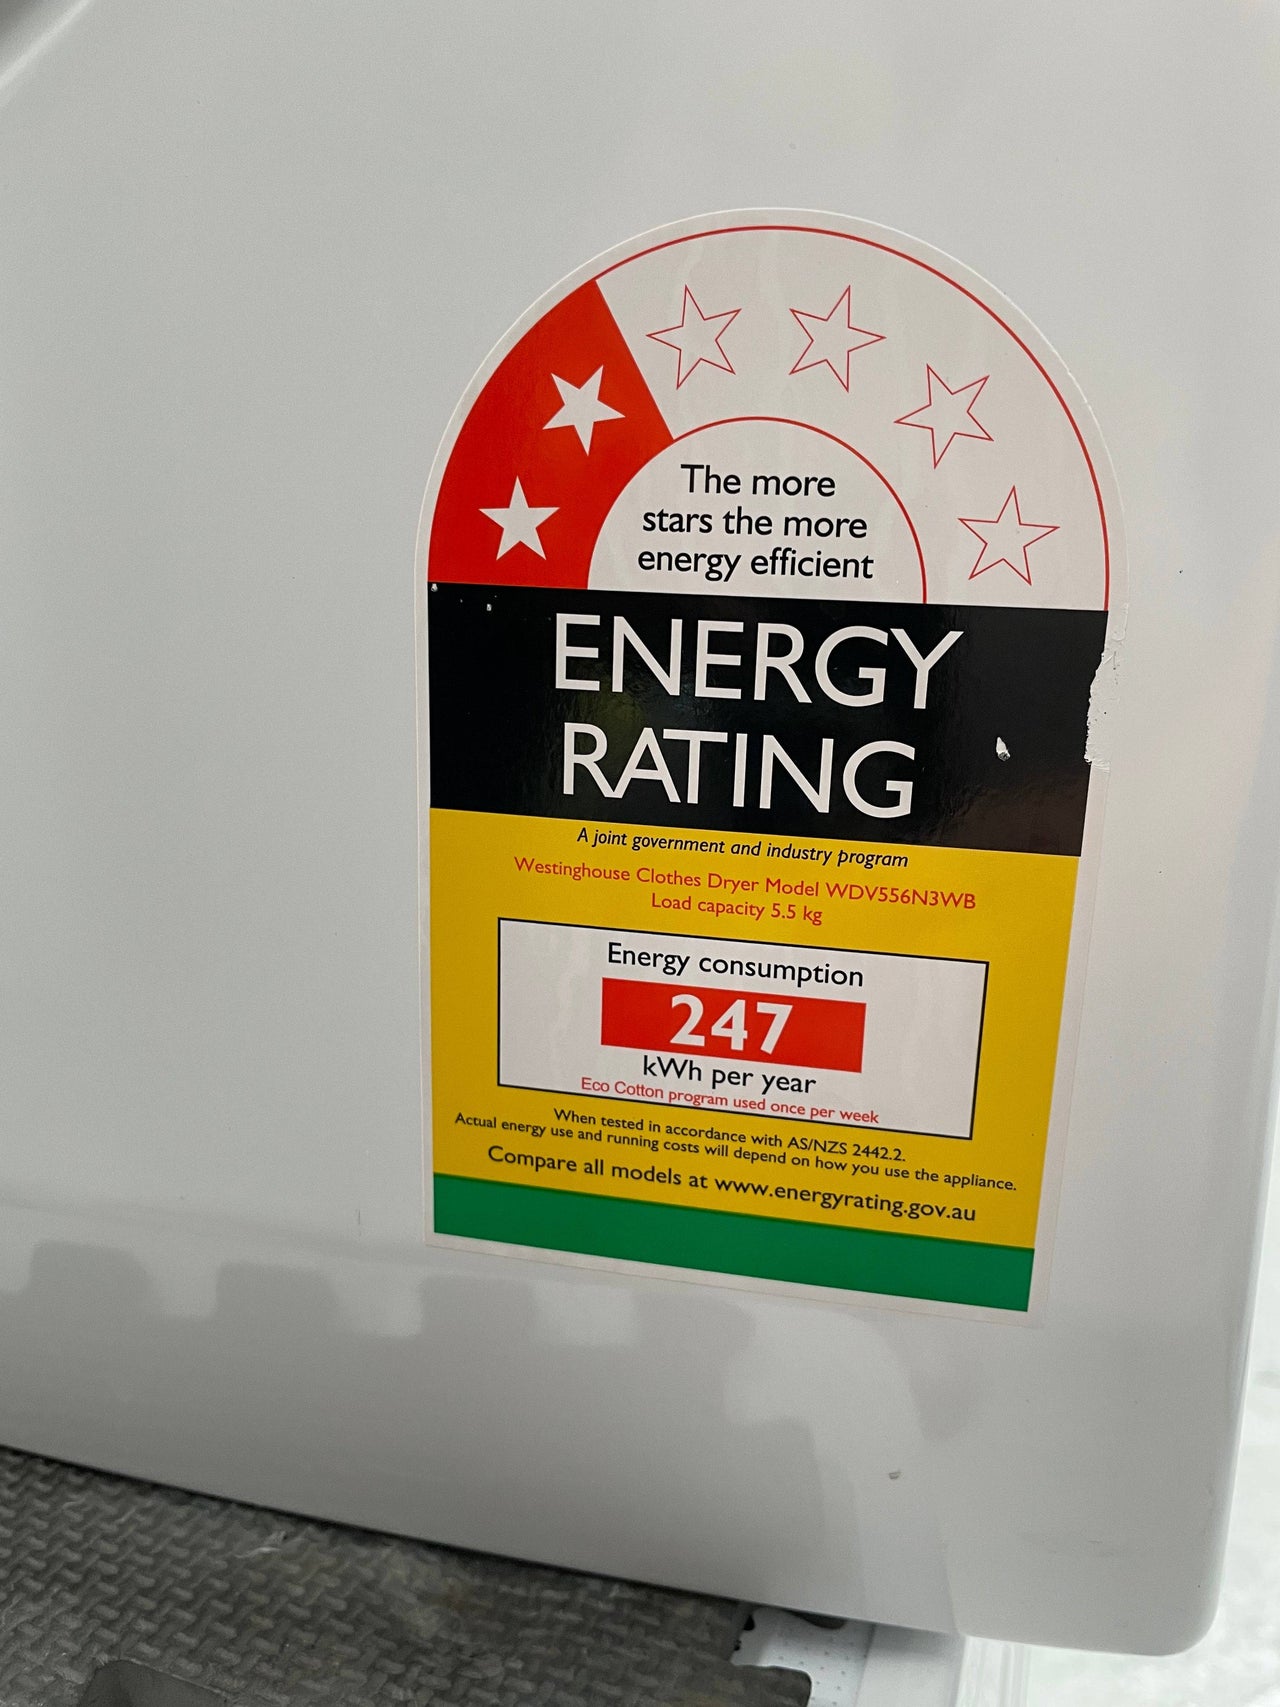 The more
stars the more
energy efficient
ENERGY
RATING
A joint government and industry program
Westinghouse Clothes Dryer Model WDV556N3WB
Load capacity 5.5 kg
Energy consumption
247
kWh per year
Eco Cotton program used once per week
When tested in accordance with AS/NZS 2442.2.
Actual energy use and running costs will depend on how you use the appliance.
Compare all models at www.energyrating.gov.au